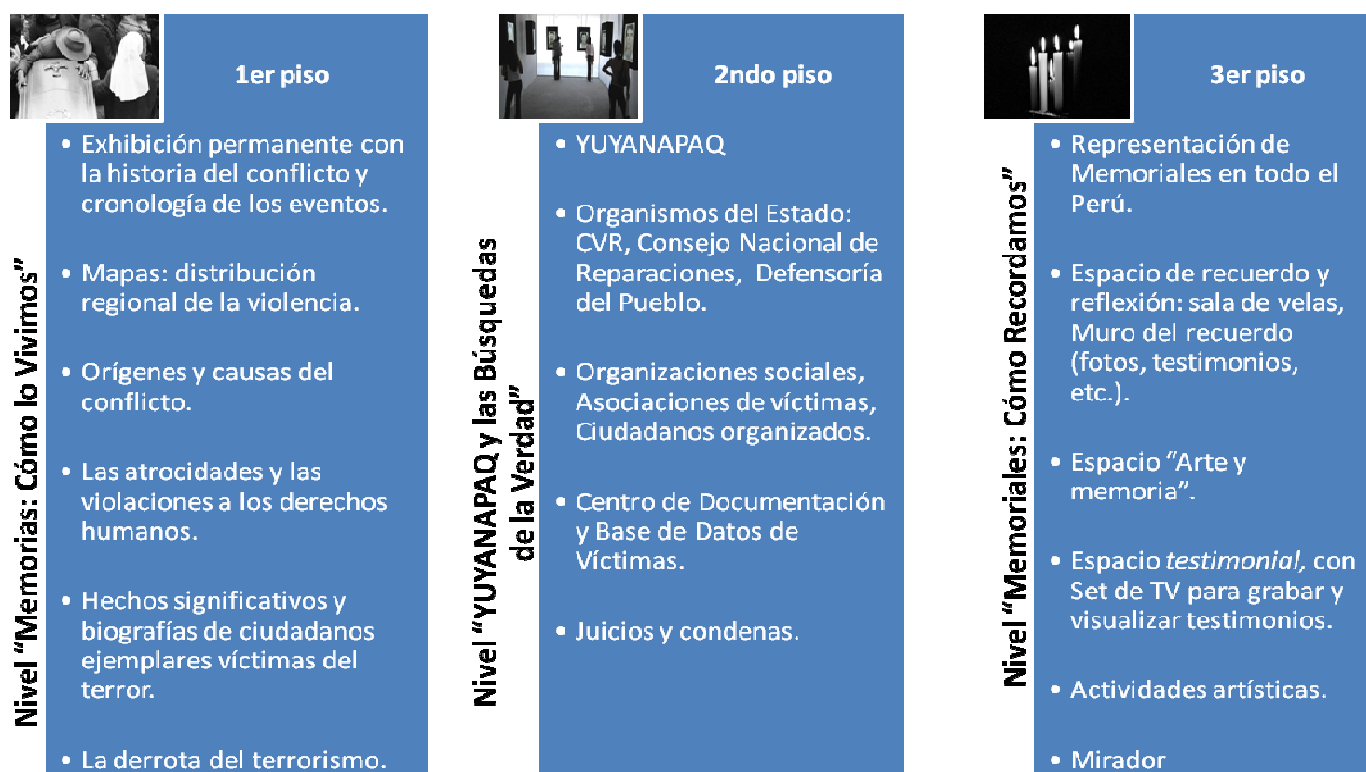 Nivel “Memorias: Cómo lo Vivimos”
1er piso
• Exhibición permanente con
la historia del conflicto y
cronología de los eventos.
• Mapas: distribución
regional de la violencia.
• Orígenes y causas del
conflicto.
• Las atrocidades y las
violaciones a los derechos
humanos.
• Hechos significativos y
biografías de ciudadanos
ejemplares víctimas del
terror.
• La derrota del terrorismo.
Nivel “YUYANAPAQ y las Búsquedas
de la Verdad”
2ndo piso
• YUYANAPAQ
• Organismos del Estado:
CVR, Consejo Nacional de
Reparaciones, Defensoría
del Pueblo.
• Organizaciones sociales,
Asociaciones de víctimas,
Ciudadanos organizados.
• Centro de Documentación
y Base de Datos de
Víctimas.
• Juicios y condenas.
Nivel “Memoriales: Cómo Recordamos”
3er piso
• Representación de
Memoriales en todo el
Perú.
• Espacio de recuerdo y
reflexión: sala de velas,
Muro del recuerdo
(fotos, testimonios,
etc.).
• Espacio “Arte y
memoria”.
• Espacio testimonial, con
Set de TV para grabar y
visualizar testimonios.
• Actividades artísticas.
• Mirador